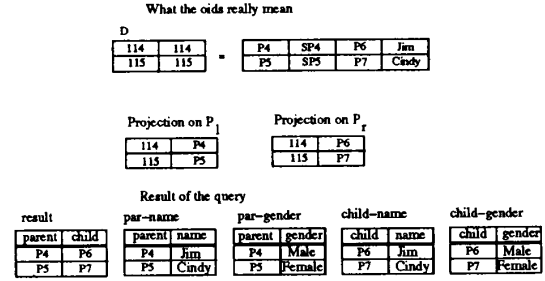 What the oids really mean
D
114 114 = P4 SP4 P6 Jim
115 115 P5 SP5 P7 Cindy
Projection on P l Projection on P r
114 P4 114 P6
115 P5 115 P7
Result of the query
result par-name par-gender child-name child-gender
parent child parent name parent gender child name child gender
P4 P6 P4 Jim P4 Male P6 Jim P6 Male
P5 P7 P5 Cindy P5 Female P7 Cindy P7 Female